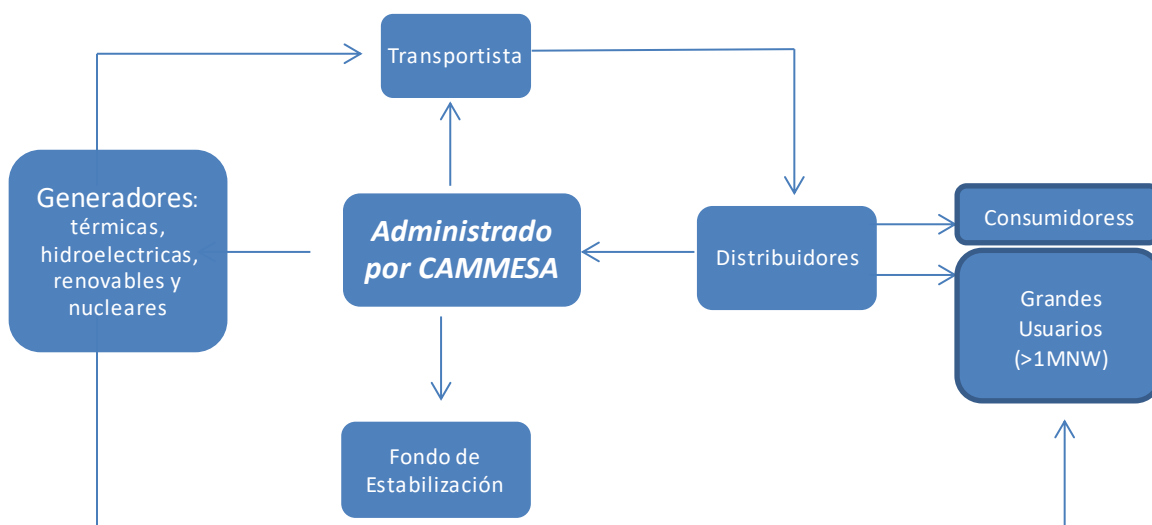 Transportista
Generadores:
térmicas,
hidroelectricas,
renovables y
nucleares
Administrado
por CAMMESA
Distribuidores
Consumidoress
Grandes
Usuarios
(>1MNW)
Fondo de
Estabilización